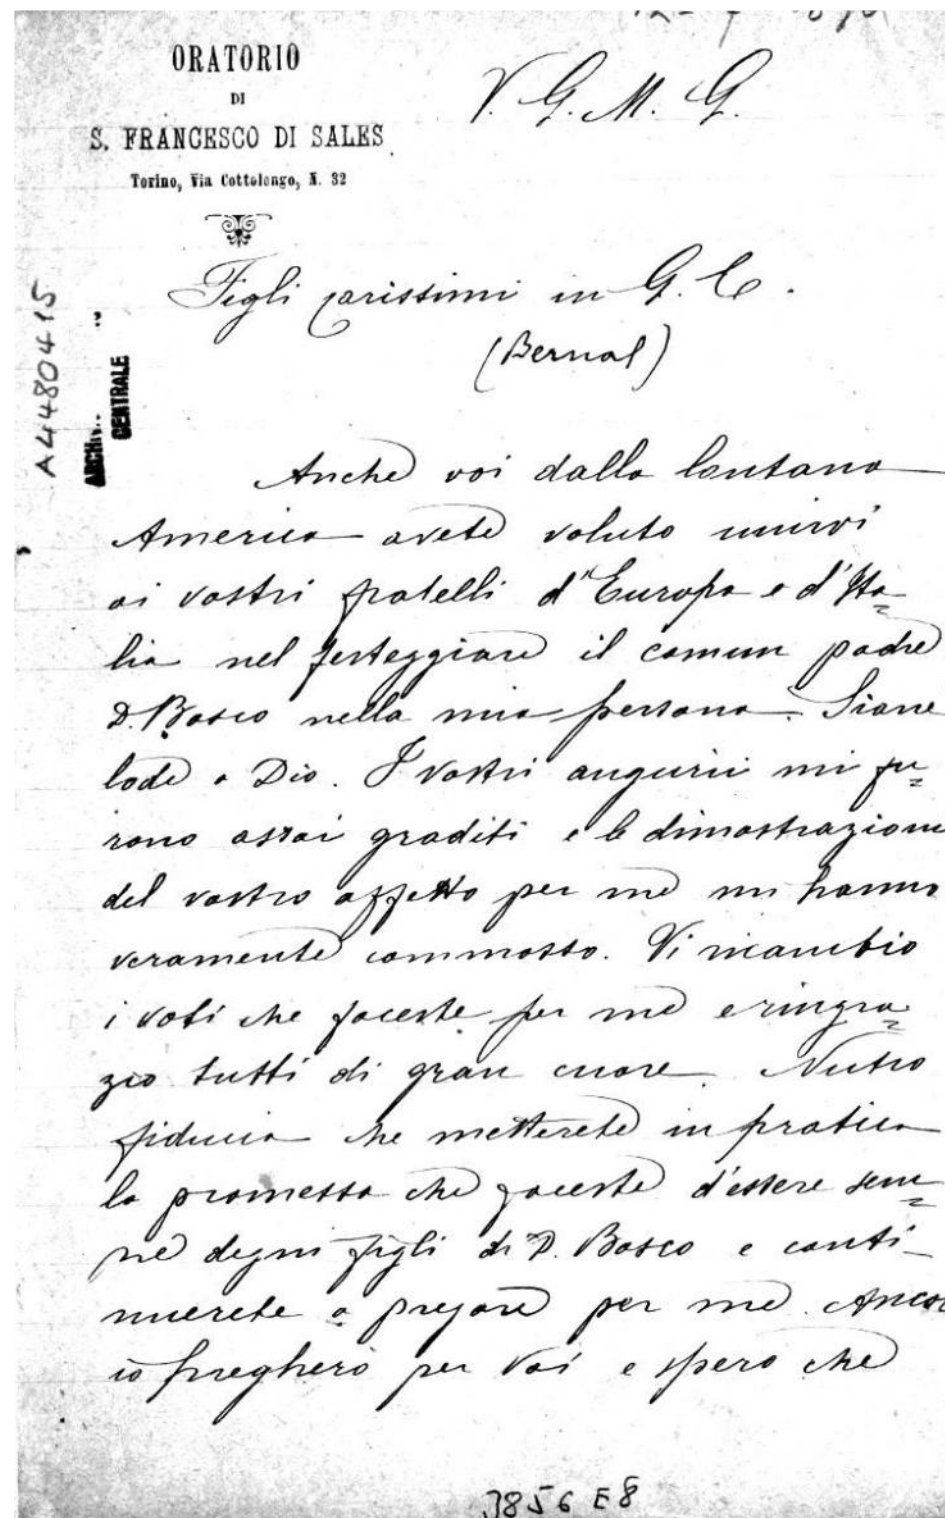 ORATORIO
DI
S. FRANCESCO DI SALES
Torino, Via Cottolengo, N. 32
V. G. M. G.
Figli carissimi in G. C.
(Bernal)
A4480415
CENTRALE
Anche voi dalla lontana
America avete voluto unirvi
ai vostri fratelli d'Europa e d'Ita=
lia nel festeggiare il comun padre
D. Bosco nella mia persona. Siane
lode a Dio. I vostri augurii mi fu=
rono assai graditi e le dimostrazioni
del vostro affetto per me mi hanno
veramente commosso. Vi ricambio
i voti che faceste per me e ringra=
zio tutti di gran cuore. Nutro
fiducia che metterete in pratica
la promessa che faceste d'essere sem=
pre degni figli di D. Bosco e conti-
nuerete a pregare per me. Ancor
io pregherò per voi e spero che
3856 E8